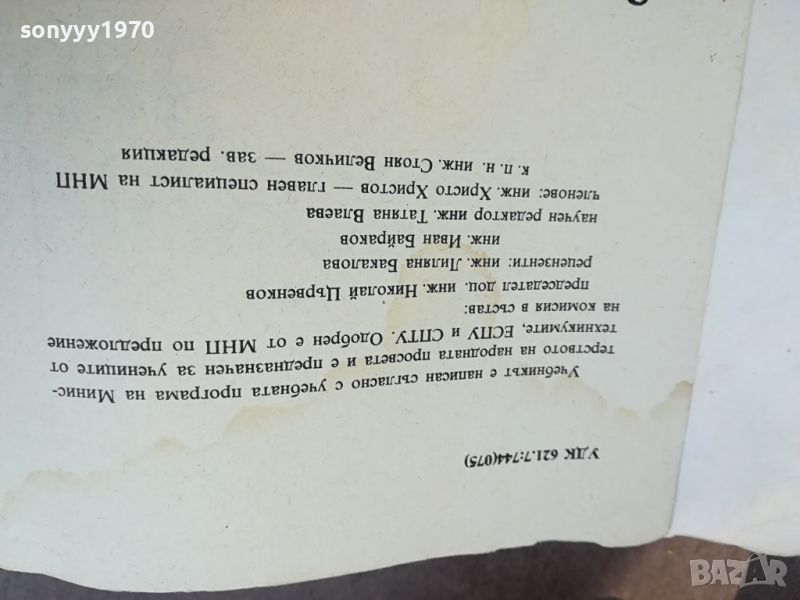 sonyyy1970
УДК 621.7:744(075)
Учебникът е написан съгласно с учебната програма на Минис-
терството на народната просвета и е предназначен за учениците от
техникумите, ЕСПУ и СПТУ. Одобрен е от МНП по предложение
на комисия в състав:
председател доц. инж. Николай Цървенков
рецензенти: инж. Лиляна Бакалова
инж. Иван Байраков
научен редактор инж. Татяна Влаева
членове: инж. Христо Христов — главен специалист на МНП
к. п. н. инж. Стоян Величков — зав. редакция
BAZAR